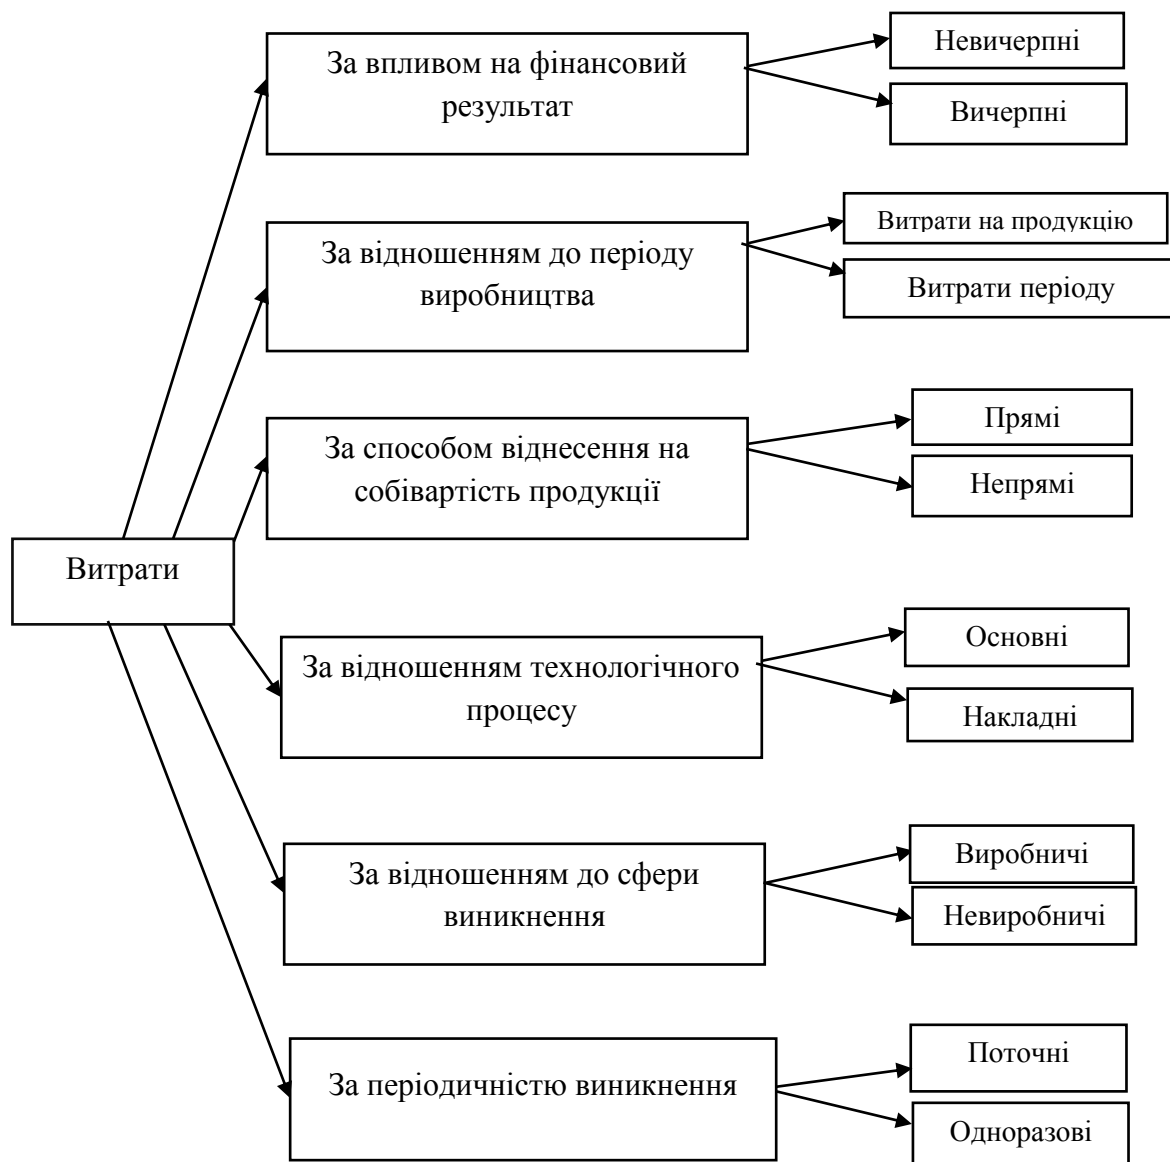 За впливом на фінансовий
результат
Невичерпні
Вичерпні
За відношенням до періоду
виробництва
Витрати на продукцію
Витрати періоду
За способом віднесення на
собівартість продукції
Прямі
Непрямі
Витрати
За відношенням технологічного
процесу
Основні
Накладні
За відношенням до сфери
виникнення
Виробничі
Невиробничі
За періодичністю виникнення
Поточні
Одноразові